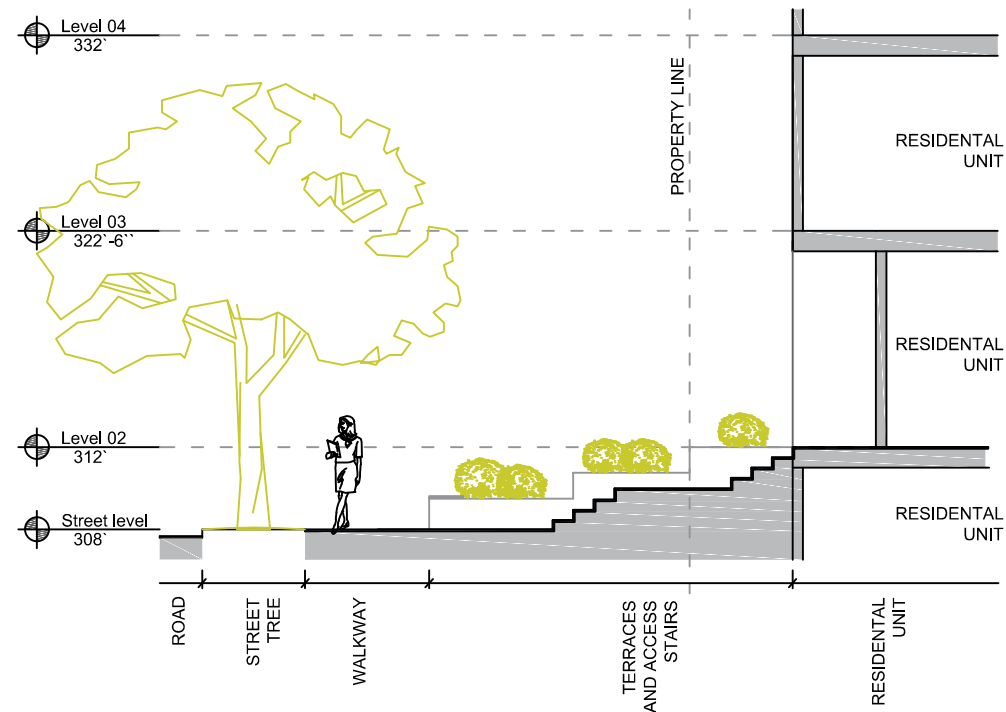 Level 04
332`
PROPERTY LINE
RESIDENTAL
UNIT
Level 03
322`-6``
RESIDENTAL
UNIT
Level 02
312`
Street level
308`
RESIDENTAL
UNIT
ROAD
STREET
TREE
WALKWAY
TERRACES
AND ACCESS
STAIRS
RESIDENTAL
UNIT